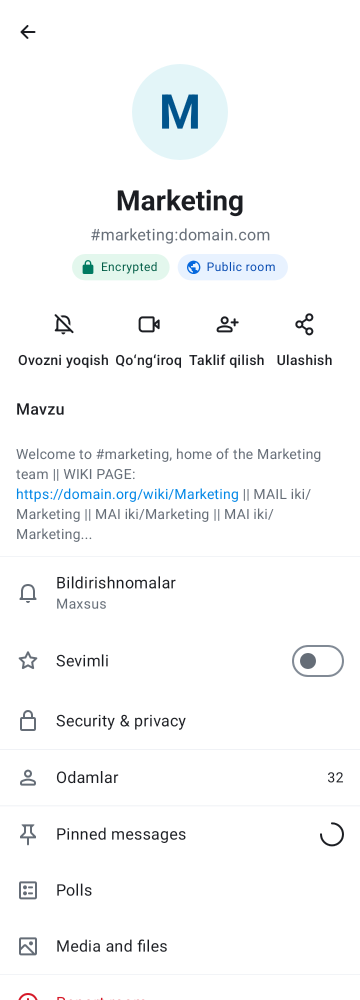 M
Marketing
#marketing:domain.com
Encrypted Public room
Ovozni yoqish Qo‘ng‘iroq Taklif qilish Ulashish
Mavzu
Welcome to #marketing, home of the Marketing
team || WIKI PAGE:
https://domain.org/wiki/Marketing || MAIL iki/
Marketing || MAI iki/Marketing || MAI iki/
Marketing...
Bildirishnomalar
Maxsus
Sevimli
Security & privacy
Odamlar 32
Pinned messages
Polls
Media and files